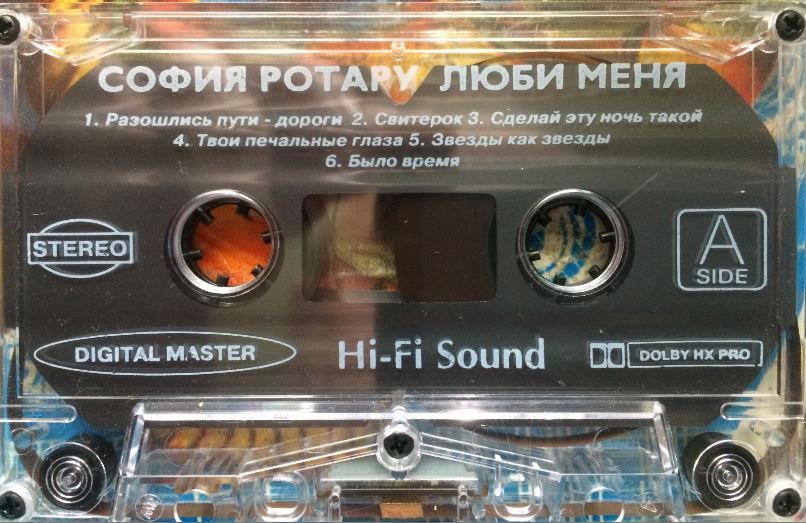 СОФИЯ РОТАРУ ЛЮБИ МЕНЯ
1. Разошлись пути - дороги 2. Свитерок 3. Сделай эту ночь такой
4. Твои печальные глаза 5. Звезды как звезды
6. Было время
STEREO
A
SIDE
DIGITAL MASTER
Hi-Fi Sound
DOLBY HX PRO